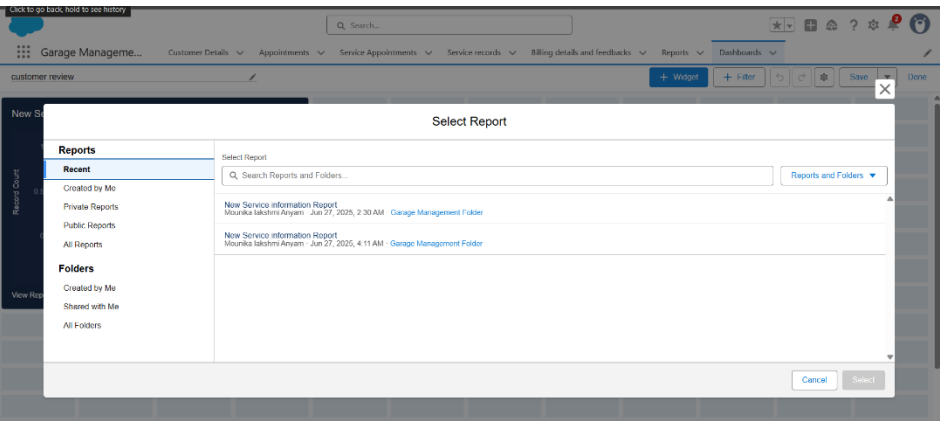 Click to go back, hold to see history
Search...
Garage Manageme...
Customer Details
Appointments
Service Appointments
Service records
Billing details and feedbacks
Reports
Dashboards
customer review
+ Widget
+ Filter
Save
Done
New Se
Select Report
Reports
Recent
Created by Me
Private Reports
Public Reports
All Reports
Folders
Created by Me
Shared with Me
All Folders
Select Report
Search Reports and Folders...
Reports and Folders
New Service information Report
Mounika lakshmi Anyam · Jun 27, 2025, 2:30 AM · Garage Management Folder
New Service information Report
Mounika lakshmi Anyam · Jun 27, 2025, 4:11 AM · Garage Management Folder
Record Count
View Rep
Cancel
Select